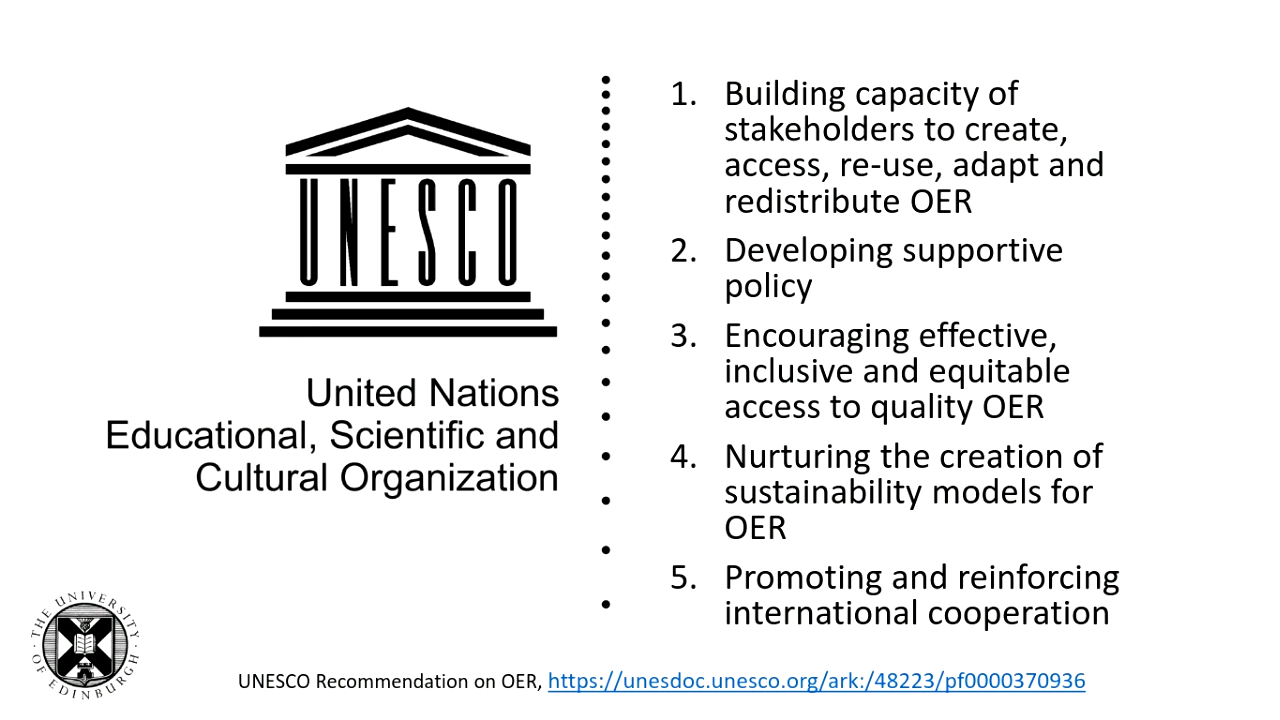 UNESCO
United Nations
Educational, Scientific and
Cultural Organization
1. Building capacity of
stakeholders to create,
access, re-use, adapt and
redistribute OER
2. Developing supportive
policy
3. Encouraging effective,
inclusive and equitable
access to quality OER
4. Nurturing the creation of
sustainability models for
OER
5. Promoting and reinforcing
international cooperation
THE UNIVERSITY
OF EDINBURGH
UNESCO Recommendation on OER, https://unesdoc.unesco.org/ark:/48223/pf0000370936